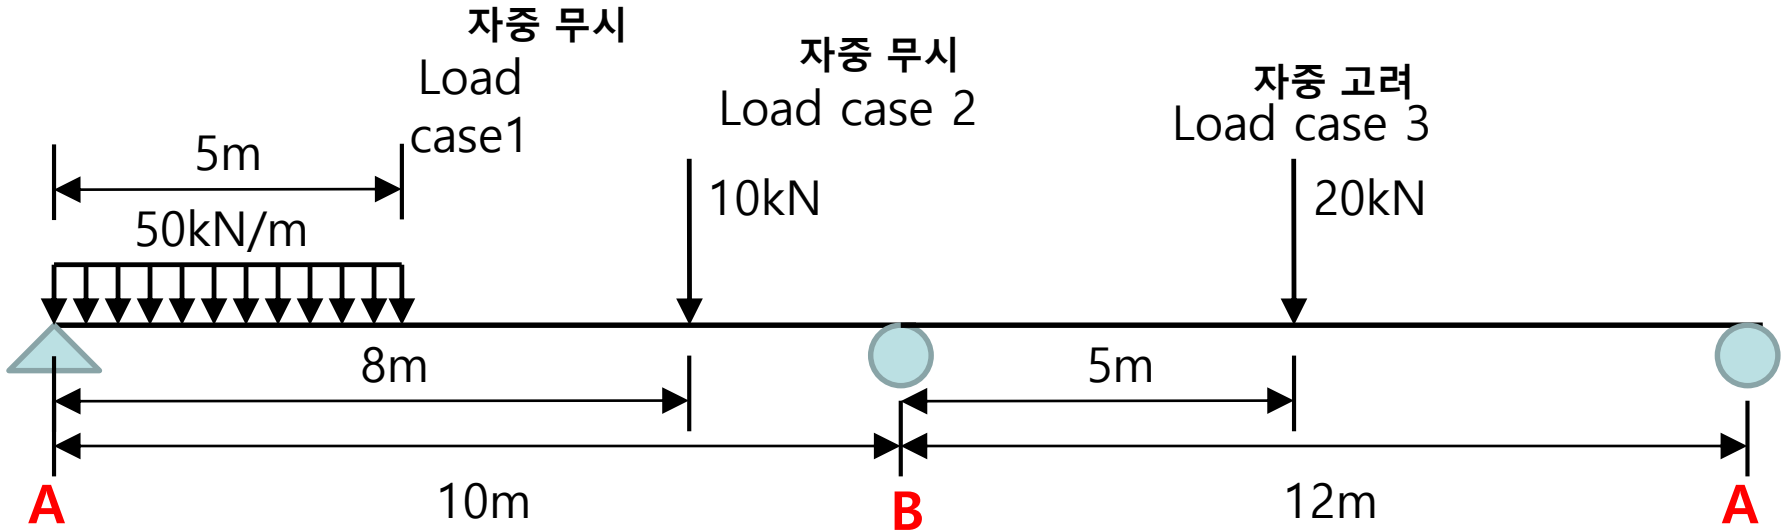 자중 무시
Load
case1
자중 무시
Load case 2
자중 고려
Load case 3
5m
50kN/m
10kN
20kN
8m
5m
10m
12m
A
B
A